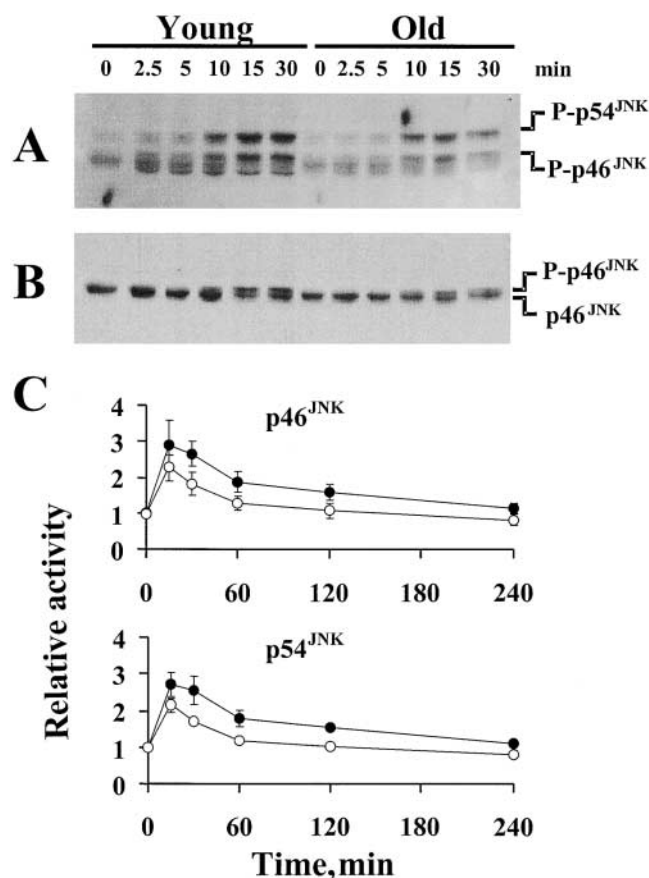 Young Old
0 2.5 5 10 15 30 0 2.5 5 10 15 30 min
A
P-p54JNK
P-p46JNK
B
P-p46JNK
p46JNK
C
p46JNK
4
3
2
1
0
0 60 120 180 240
p54JNK
4
3
2
1
0
0 60 120 180 240
Relative activity
Time,min